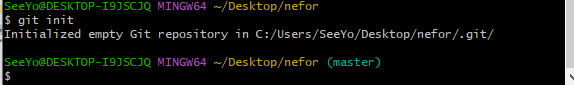 SeeYo@DESKTOP-I9JSCJQ MINGW64 ~/Desktop/nefor
$ git init
Initialized empty Git repository in C:/Users/SeeYo/Desktop/nefor/.git/
SeeYo@DESKTOP-I9JSCJQ MINGW64 ~/Desktop/nefor (master)
$